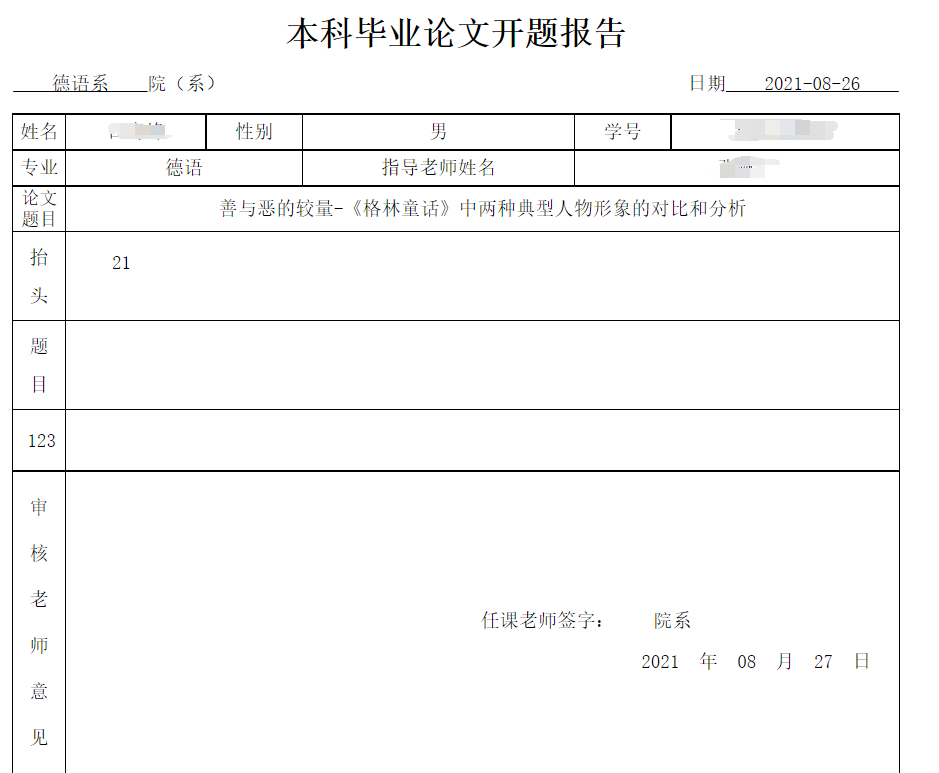 本科毕业论文开题报告
德语系 院（系） 日期 2021-08-26
姓名 性别 男 学号
专业 德语 指导老师姓名
论文题目 善与恶的较量-《格林童话》中两种典型人物形象的对比和分析
抬头 21
题目
123
审核老师意见
任课老师签字： 院系
2021 年 08 月 27 日